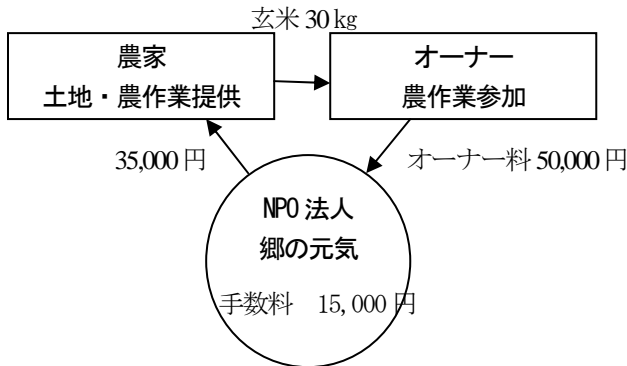 玄米 30 kg
農家
土地・農作業提供
オーナー
農作業参加
35,000 円
オーナー料 50,000 円
NPO 法人
郷の元気
手数料　15,000 円